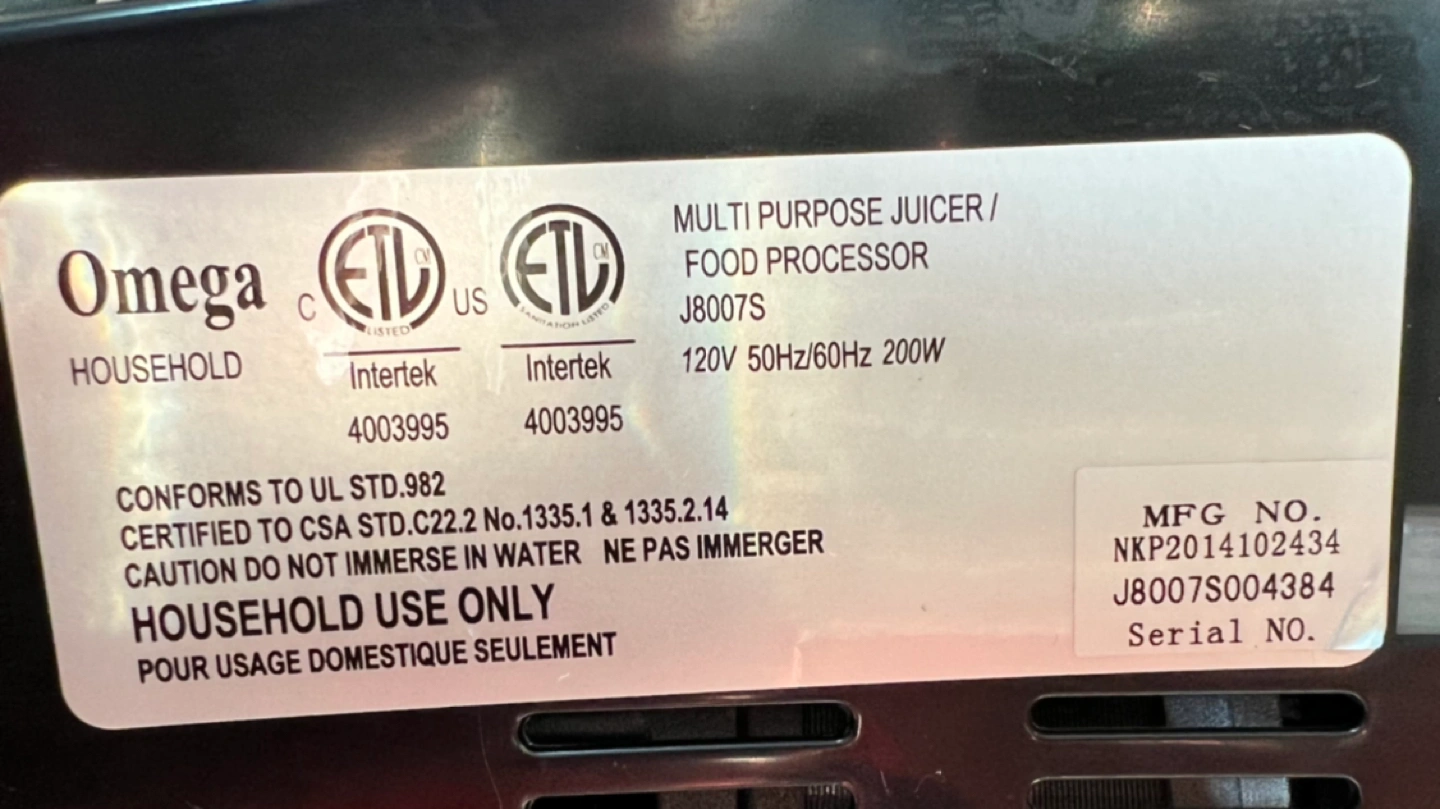 Omega
HOUSEHOLD
C ETL CM US
LISTED
Intertek
4003995
ETL CM
SANITATION LISTED
Intertek
4003995
MULTI PURPOSE JUICER /
FOOD PROCESSOR
J8007S
120V 50Hz/60Hz 200W
CONFORMS TO UL STD.982
CERTIFIED TO CSA STD.C22.2 No.1335.1 & 1335.2.14
CAUTION DO NOT IMMERSE IN WATER NE PAS IMMERGER
HOUSEHOLD USE ONLY
POUR USAGE DOMESTIQUE SEULEMENT
MFG NO.
NKP2014102434
J8007S004384
Serial NO.